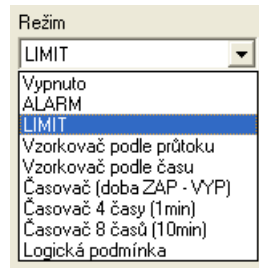 Režim
LIMIT
Vypnuto
ALARM
LIMIT
Vzorkovač podle průtoku
Vzorkovač podle času
Časovač (doba ZAP - VYP)
Časovač 4 časy (1min)
Časovač 8 časů (10min)
Logická podmínka